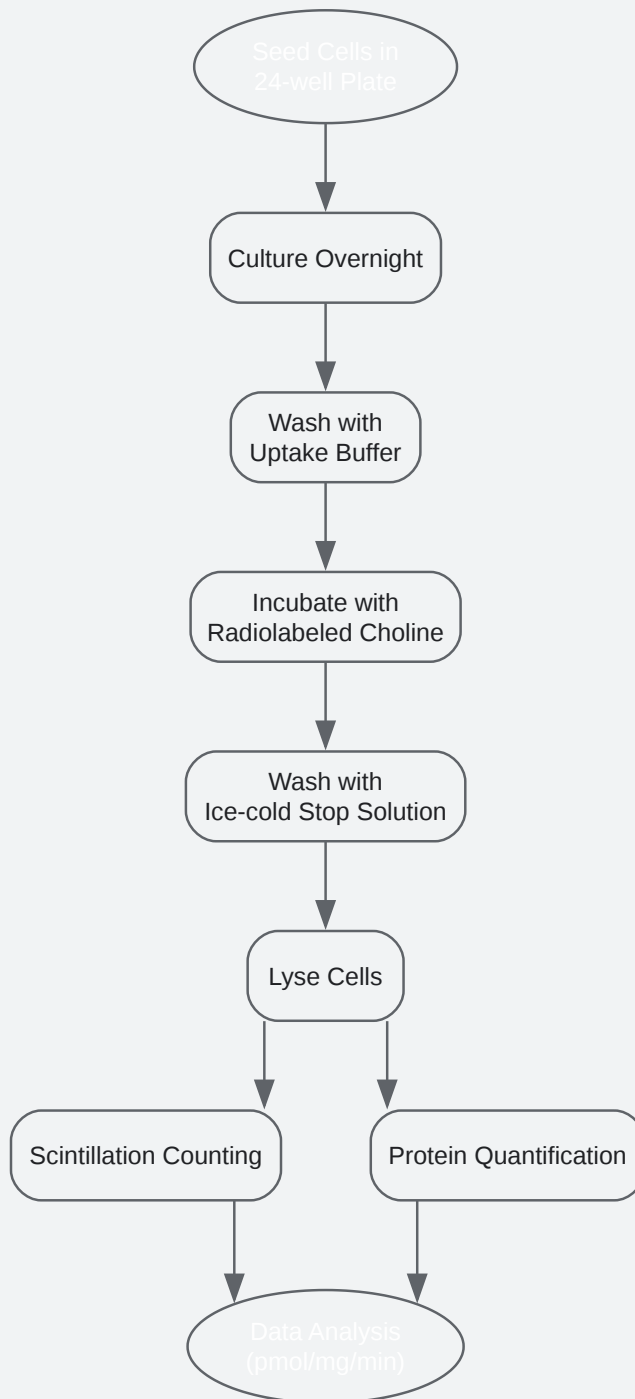 Seed Cells in
24-well Plate
Culture Overnight
Wash with
Uptake Buffer
Incubate with
Radiolabeled Choline
Wash with
Ice-cold Stop Solution
Lyse Cells
Scintillation Counting
Protein Quantification
Data Analysis
(pmol/mg/min)